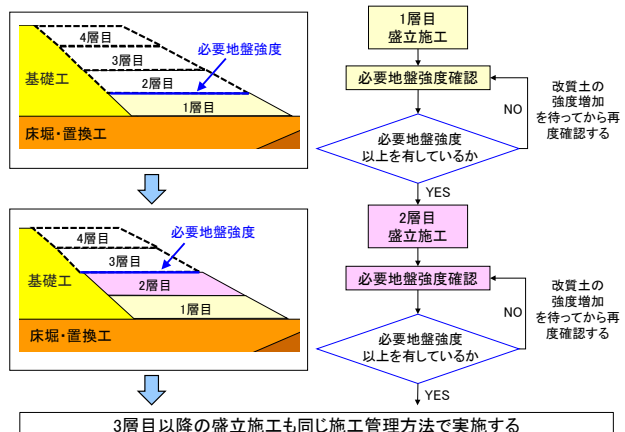 4層目
3層目
2層目
1層目
必要地盤強度
基礎工
床堀・置換工
1層目
盛立施工
必要地盤強度確認
必要地盤強度
以上を有しているか
NO
改質土の
強度増加
を待ってから再
度確認する
YES
4層目
3層目
2層目
1層目
必要地盤強度
基礎工
床堀・置換工
2層目
盛立施工
必要地盤強度確認
必要地盤強度
以上を有しているか
NO
改質土の
強度増加
を待ってから再
度確認する
YES
3層目以降の盛立施工も同じ施工管理方法で実施する